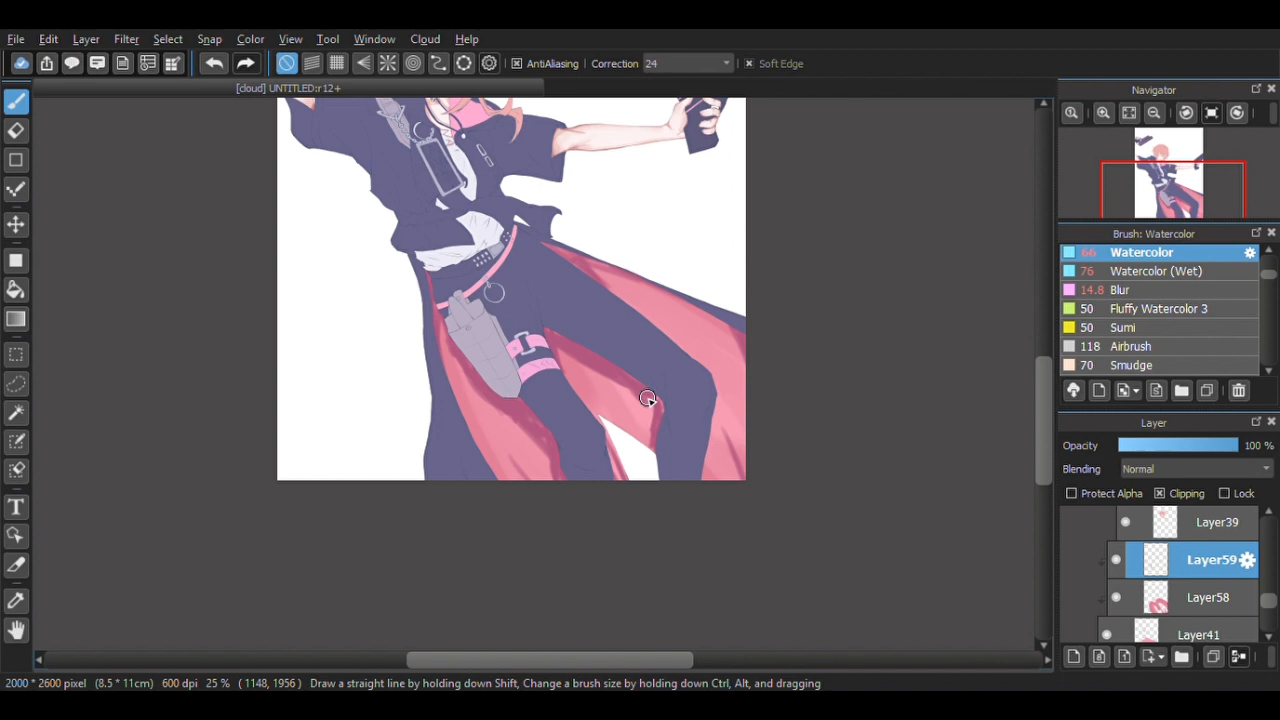 File Edit Layer Filter Select Snap Color View Tool Window Cloud Help
AntiAliasing Correction 24 Soft Edge
[cloud] UNTITLED:r12+
Navigator
Brush: Watercolor
66 Watercolor
76 Watercolor (Wet)
14.8 Blur
50 Fluffy Watercolor 3
50 Sumi
118 Airbrush
70 Smudge
Layer
Opacity 100 %
Blending Normal
Protect Alpha Clipping Lock
Layer39
Layer59
Layer58
Layer41
2000 * 2600 pixel (8.5 * 11cm) 600 dpi 25 % ( 1148, 1956 ) Draw a straight line by holding down Shift, Change a brush size by holding down Ctrl, Alt, and dragging